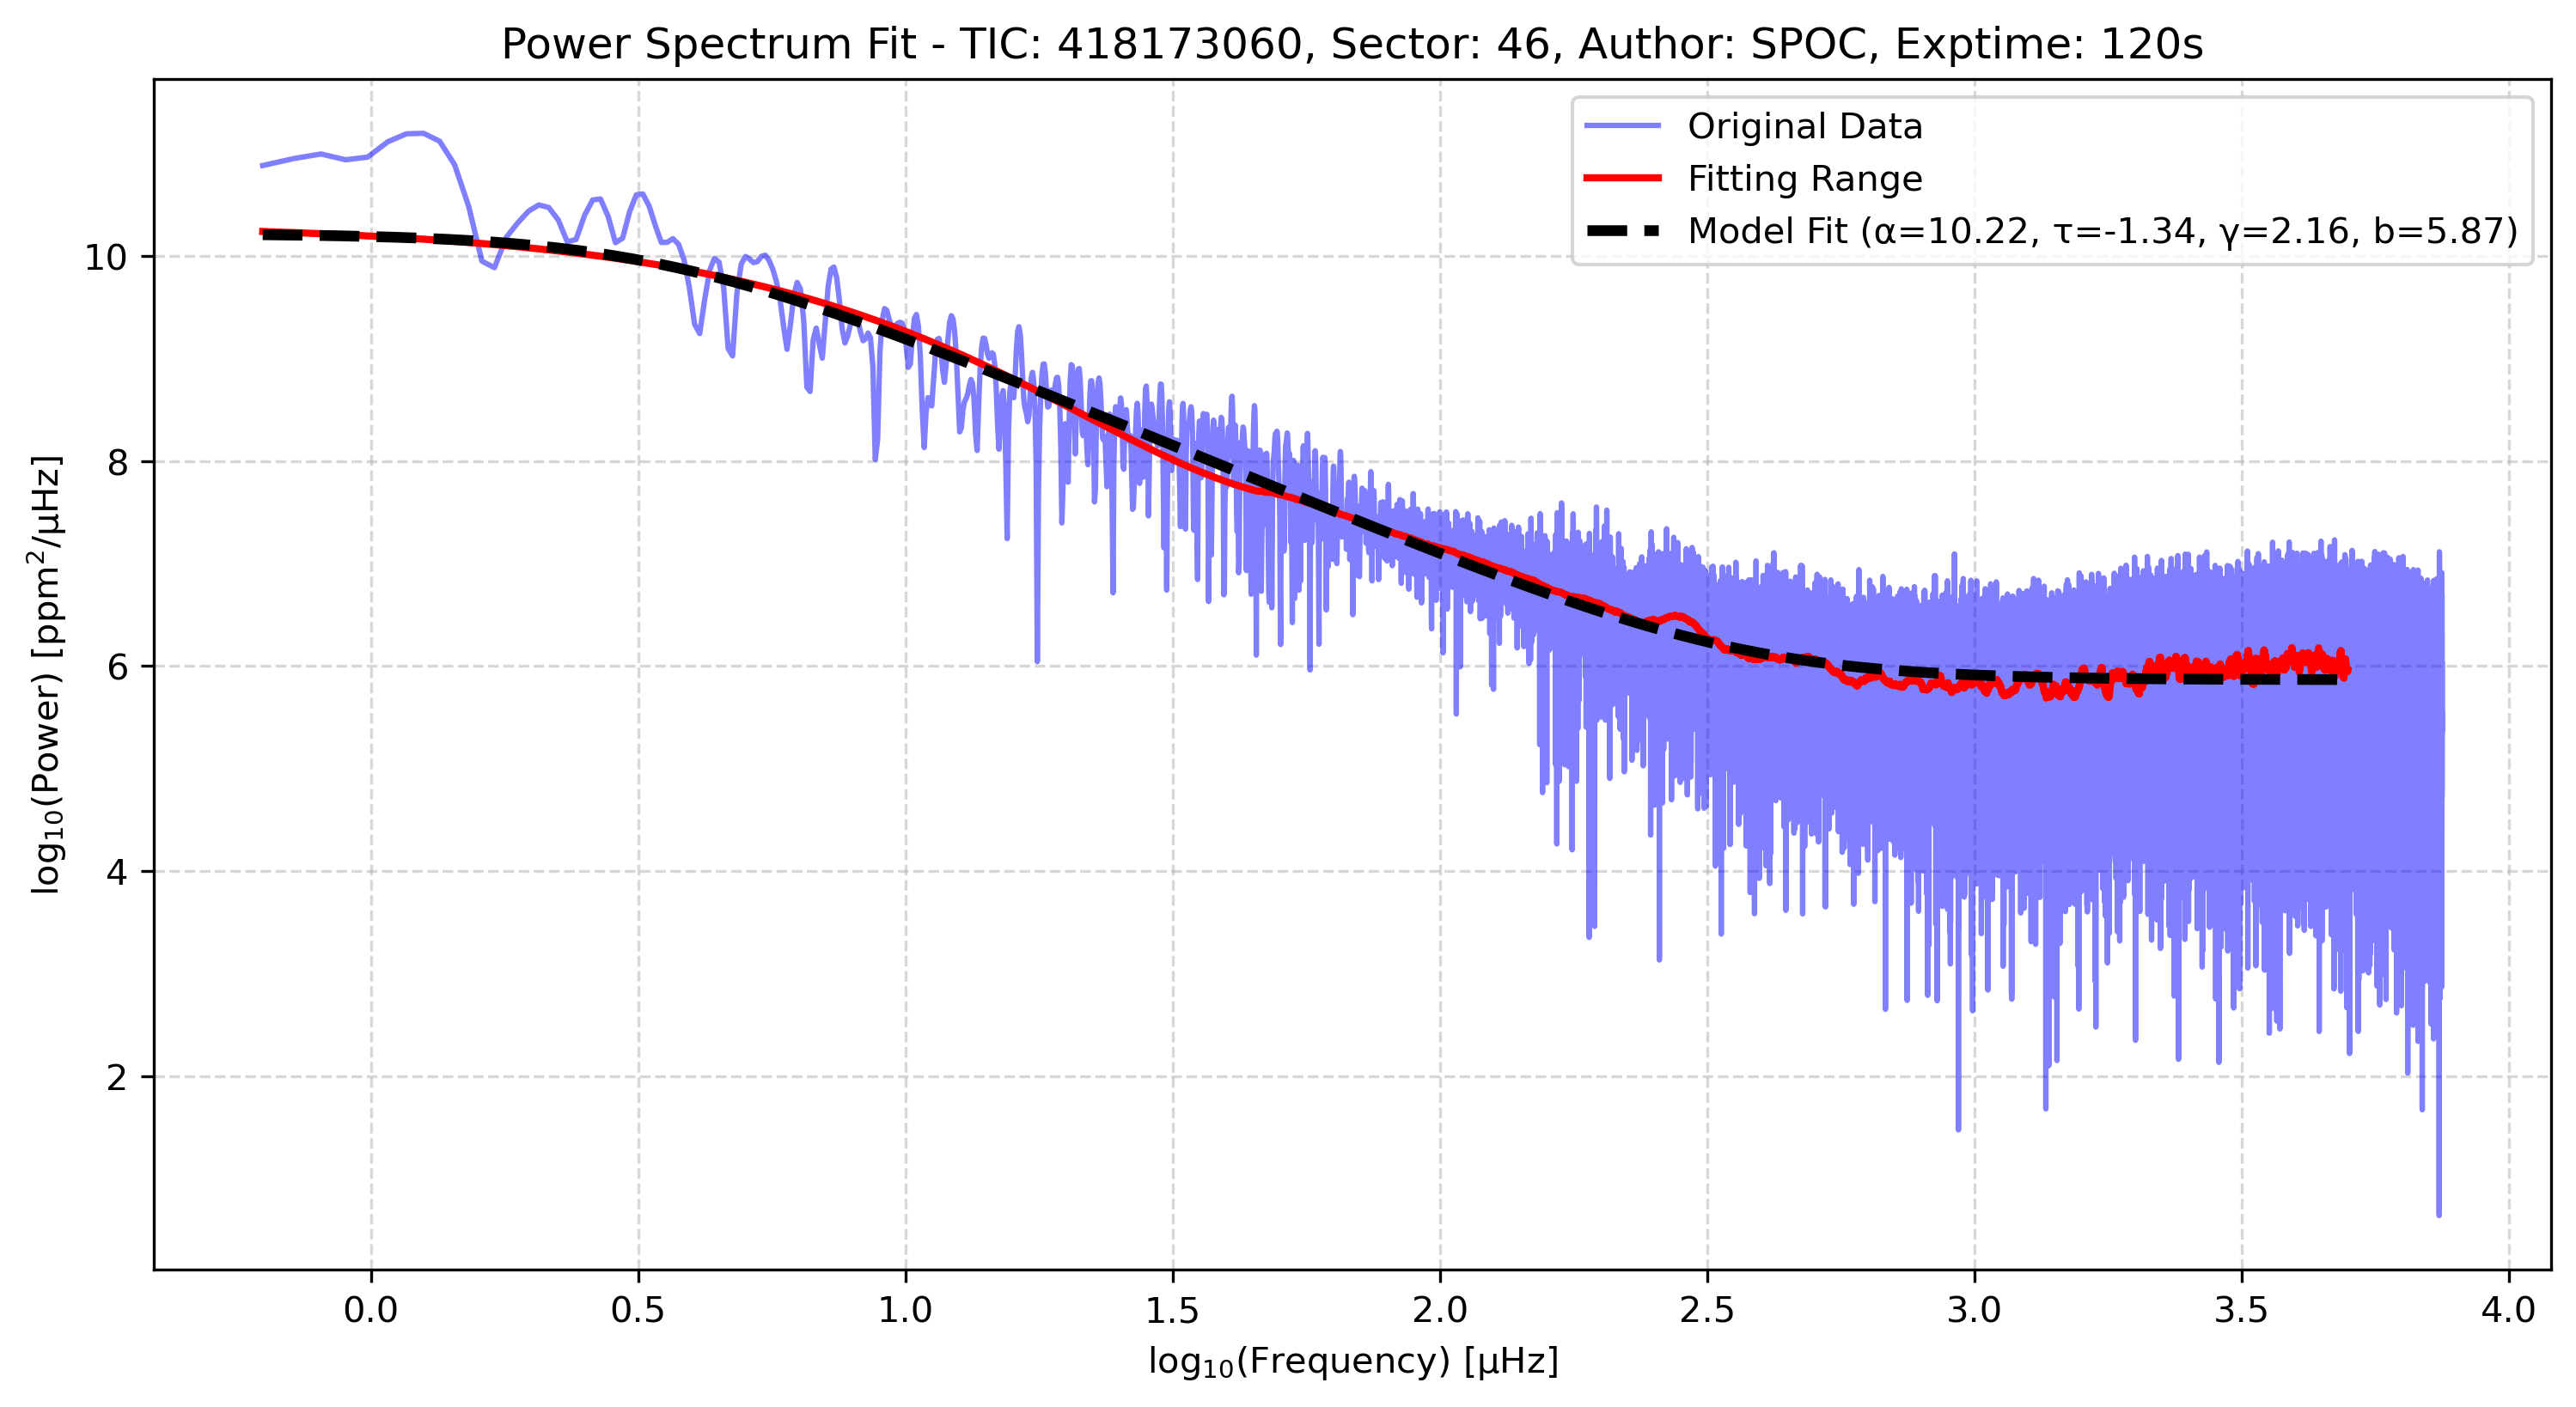 Power Spectrum Fit - TIC: 418173060, Sector: 46, Author: SPOC, Exptime: 120s
Original Data
Fitting Range
Model Fit (α=10.22, τ=-1.34, γ=2.16, b=5.87)
log₁₀(Power) [ppm²/μHz]
10
8
6
4
2
0.0 0.5 1.0 1.5 2.0 2.5 3.0 3.5 4.0
log₁₀(Frequency) [μHz]